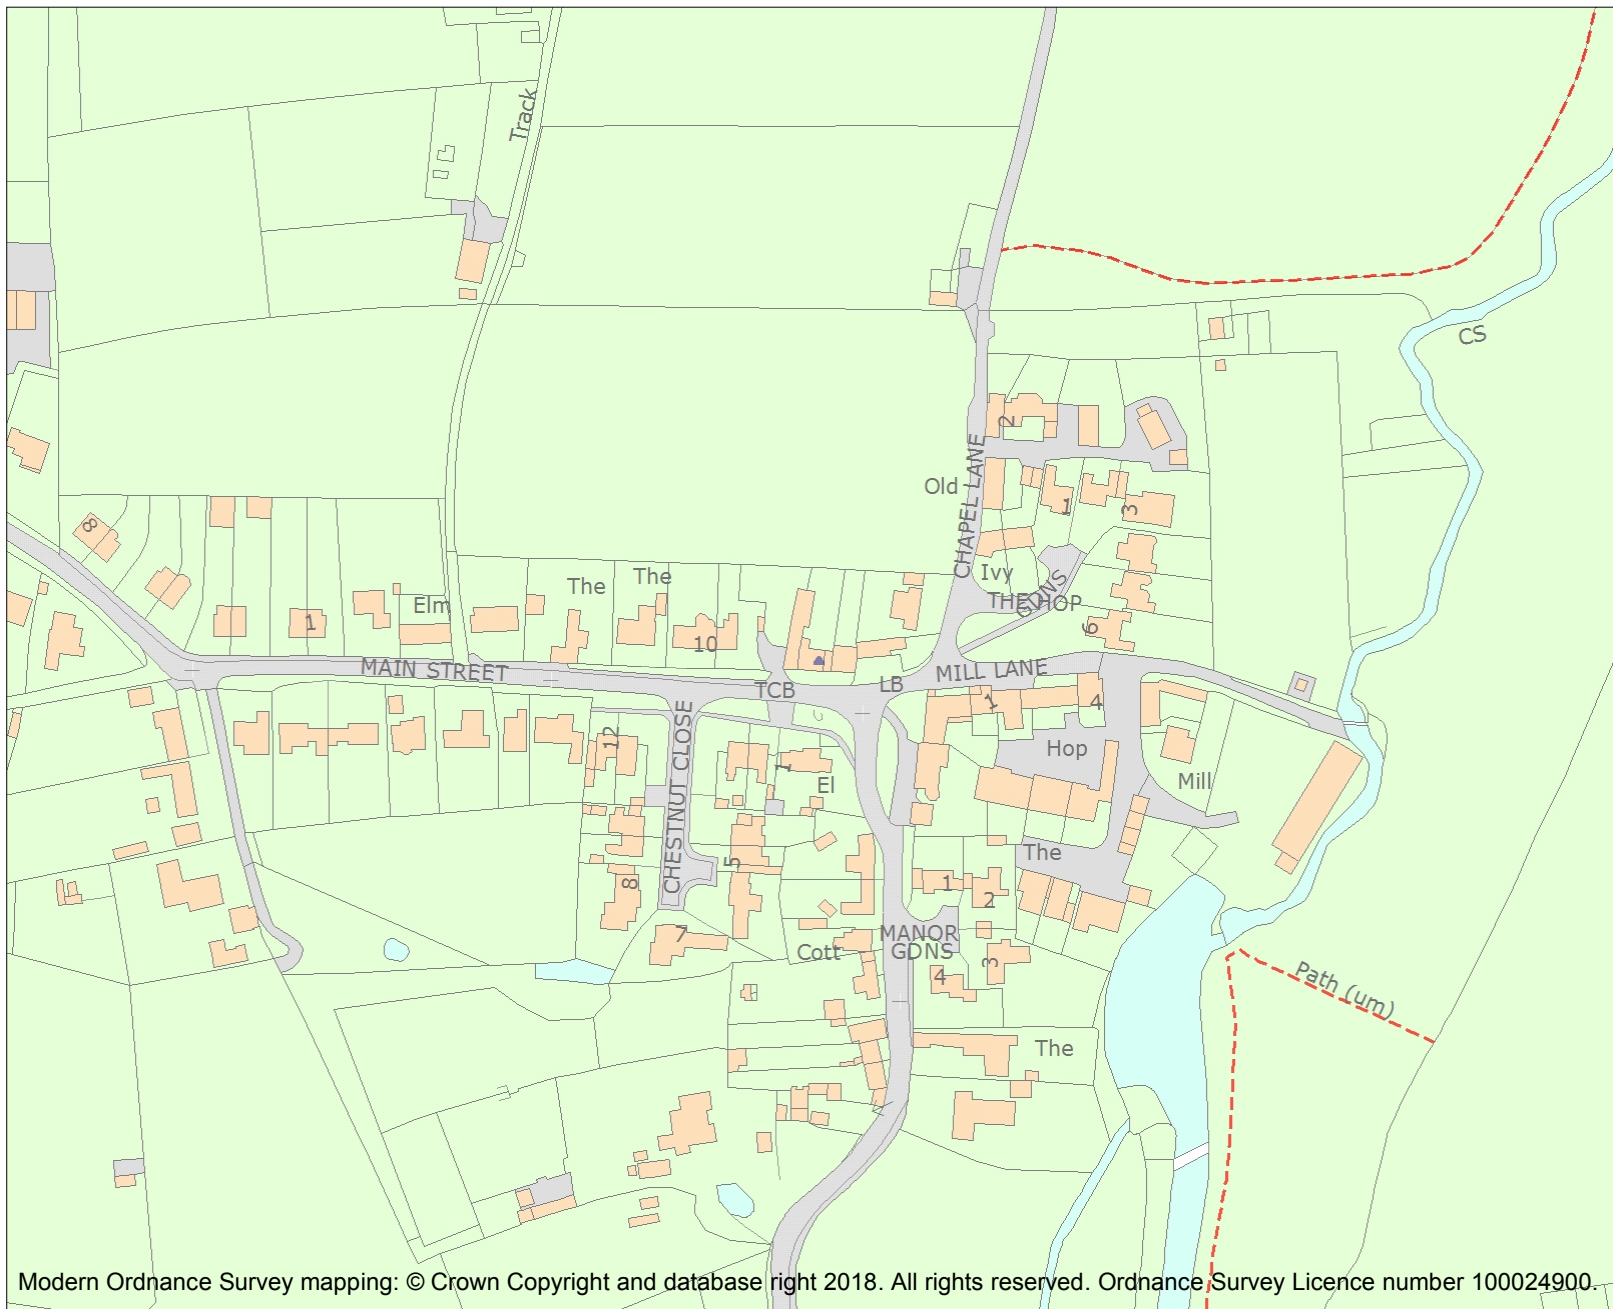 Track
CS
2
CHAPEL LANE
Old
1
3
8
The
The
Ivy
Elm
THE HOP
GDNS
1
10
6
MAIN STREET
TCB
LB
MILL LANE
1
4
12
CHESTNUT CLOSE
1
Hop
El
Mill
5
The
8
1
2
7
MANOR
GDNS
Cott
3
4
Path (um)
The
Modern Ordnance Survey mapping: © Crown Copyright and database right 2018. All rights reserved. Ordnance Survey Licence number 100024900.